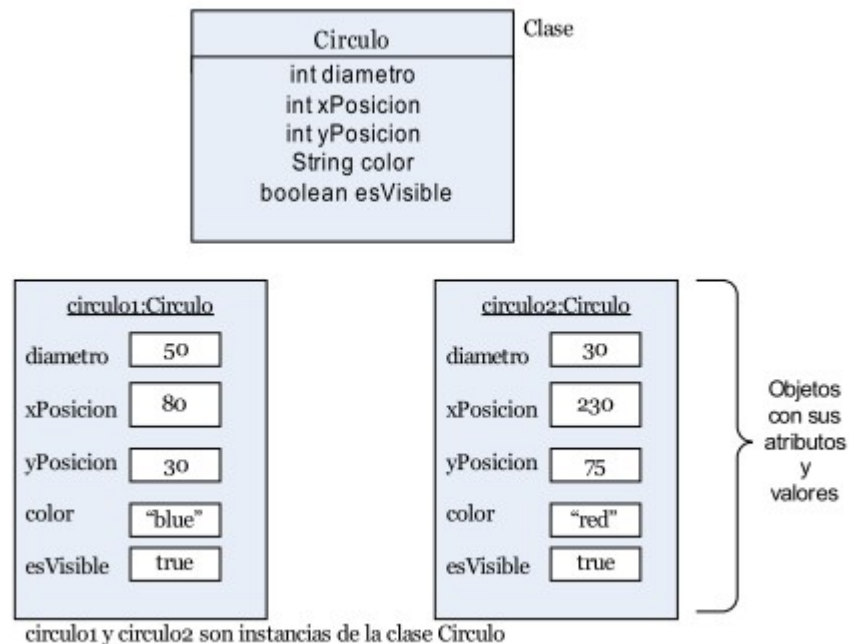 Circulo
Clase
int diametro
int xPosicion
int yPosicion
String color
boolean esVisible
circulo1:Circulo
diametro 50
xPosicion 80
yPosicion 30
color “blue”
esVisible true
circulo2:Circulo
diametro 30
xPosicion 230
yPosicion 75
color “red”
esVisible true
Objetos
con sus
atributos
y
valores
circulo1 y circulo2 son instancias de la clase Circulo